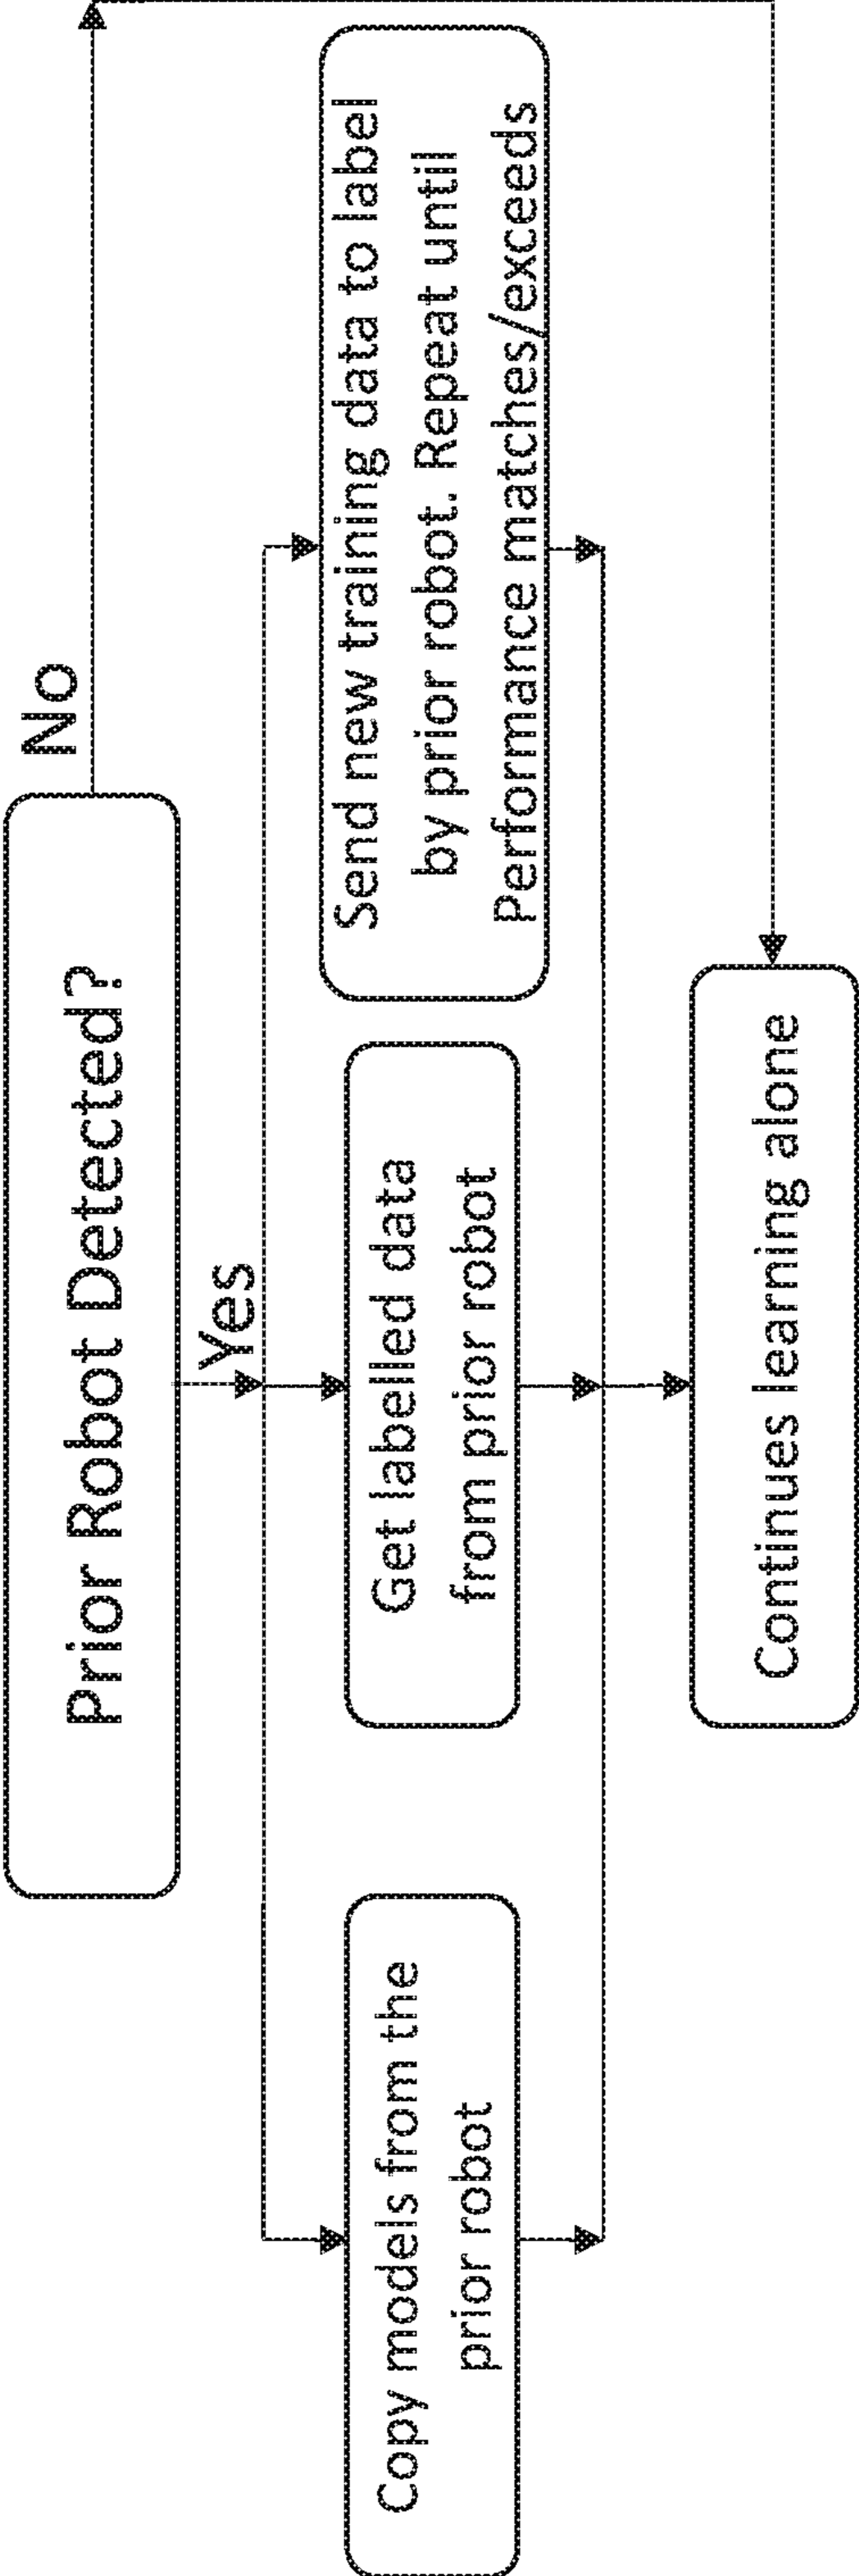 Prior Robot Detected?
No
Yes
Copy models from the
prior robot
Get labelled data
from prior robot
Send new training data to label
by prior robot. Repeat until
Performance matches/exceeds
Continues learning alone